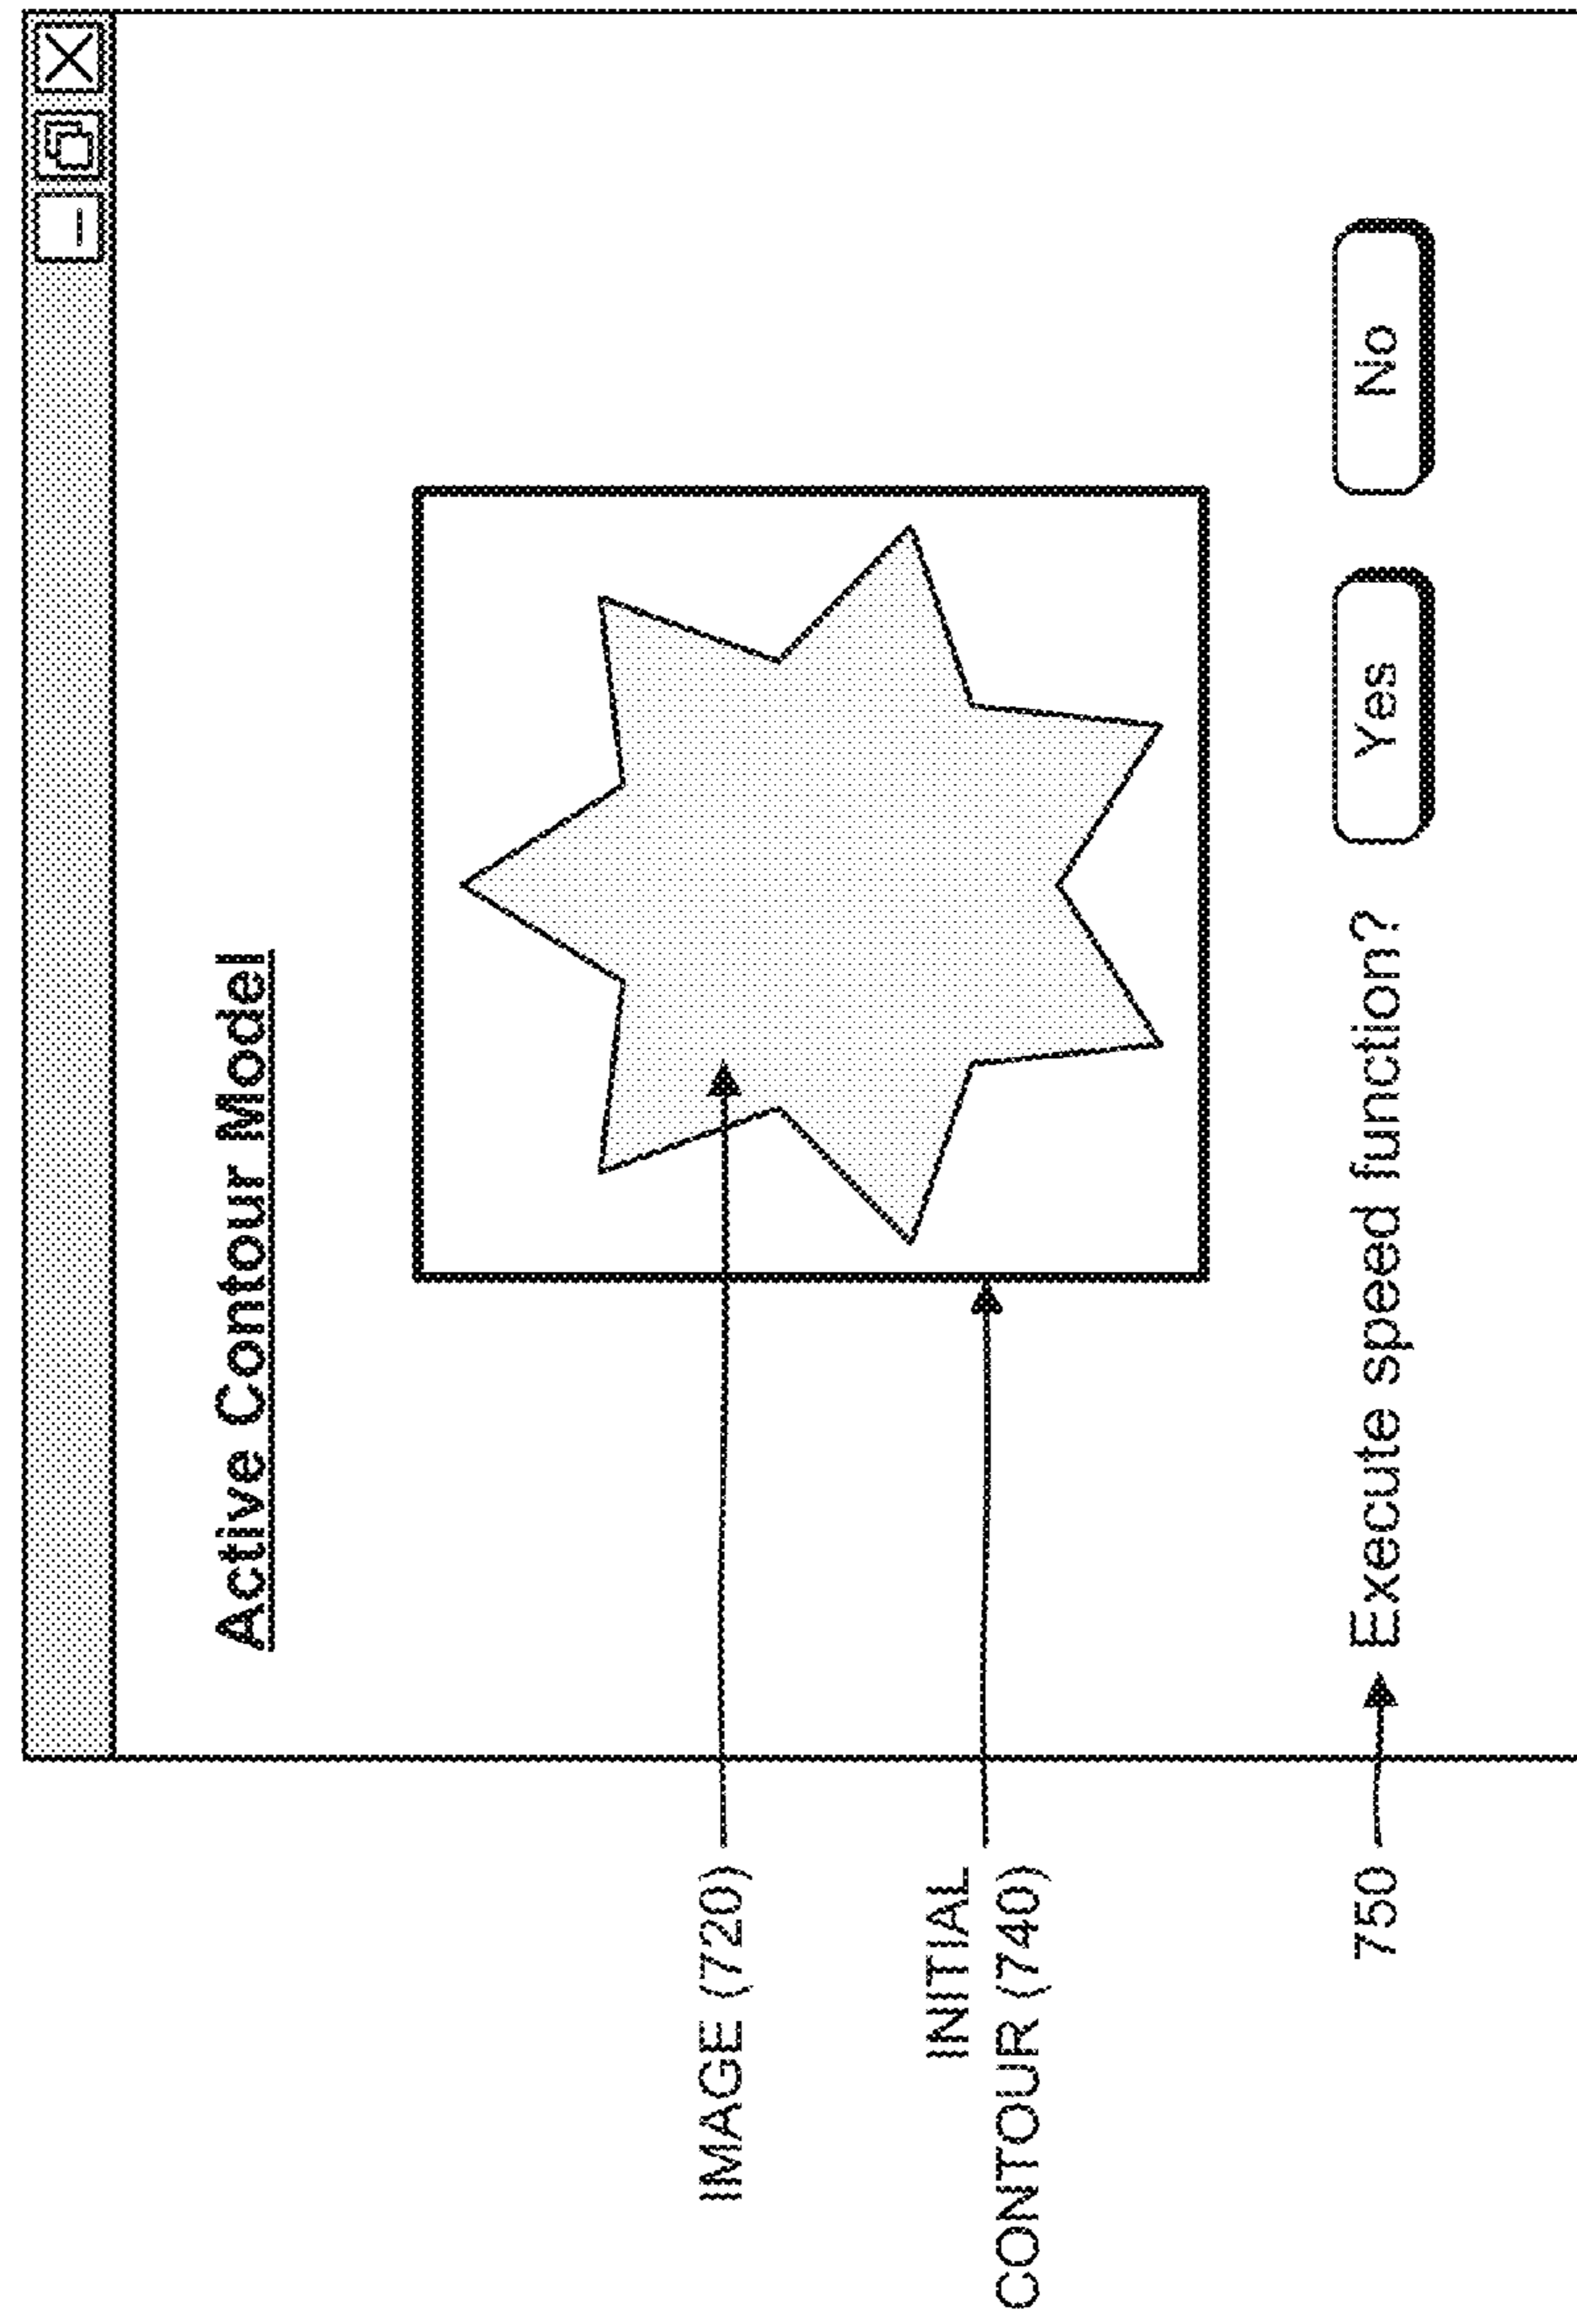 Active Contour Model
IMAGE (720)
INITIAL
CONTOUR (740)
750
Execute speed function? Yes No